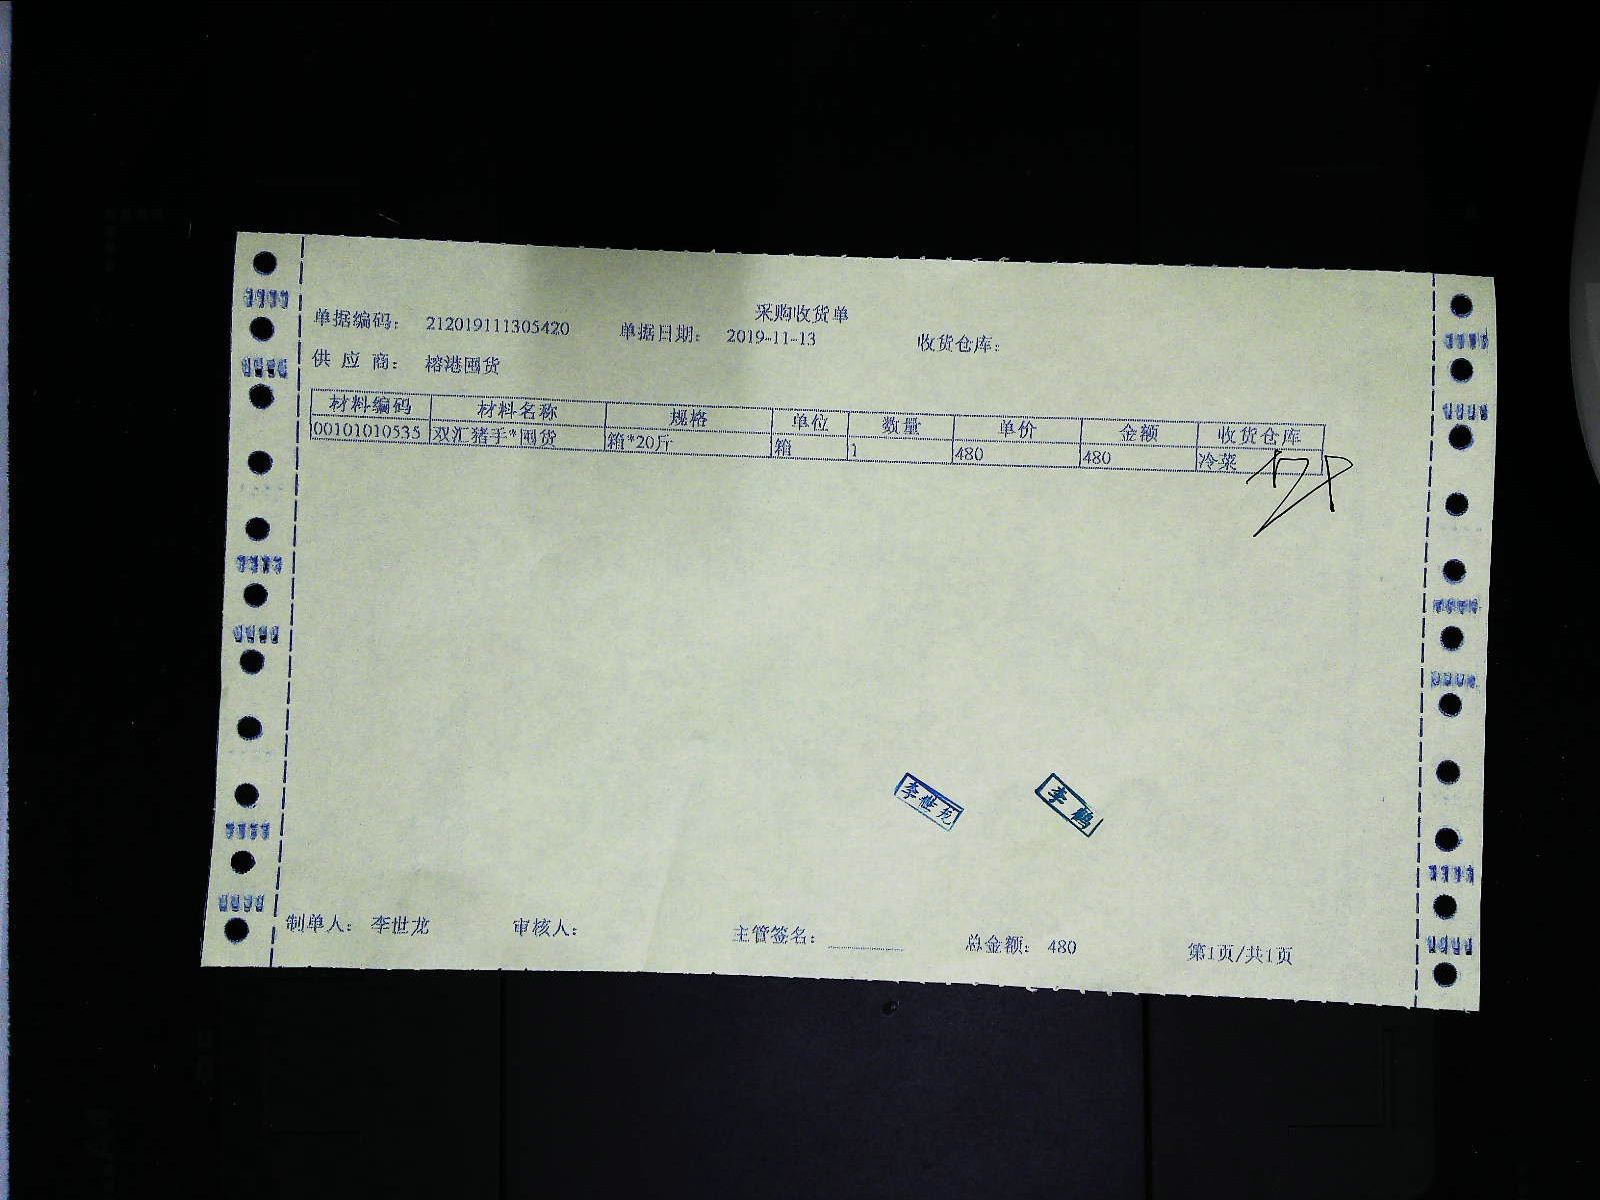 采购收货单
单据编码： 212019111305420 单据日期： 2019-11-13 收货仓库：
供 应 商： 榕港囤货
材料编码 材料名称 规格 单位 数量 单价 金额 收货仓库
00101010535 双汇猪手*囤货 箱*20斤 箱 1 480 480 冷菜
李世龙 李鹤
制单人： 李世龙 审核人： 主管签名： 总金额： 480 第1页/共1页